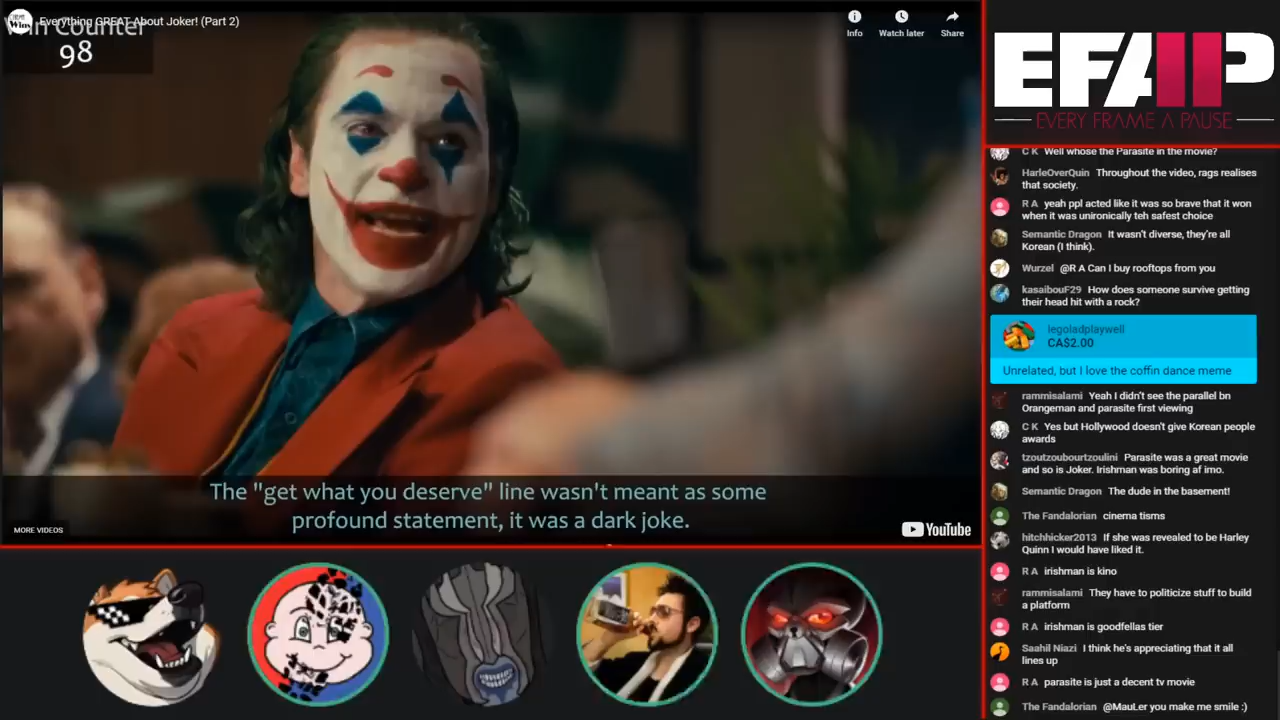 Everything GREAT About Joker! (Part 2)
Win Counter
98
Info
Watch later
Share
The "get what you deserve" line wasn't meant as some
profound statement, it was a dark joke.
MORE VIDEOS
YouTube
EFAP
EVERY FRAME A PAUSE
C K Well whose the Parasite in the movie?
HarleOverQuin Throughout the video, rags realises
that society.
R A yeah ppl acted like it was so brave that it won
when it was unironically teh safest choice
Semantic Dragon It wasn't diverse, they're all
Korean (I think).
Wurzel @R A Can I buy rooftops from you
kasaibouF29 How does someone survive getting
their head hit with a rock?
legoladplaywell
CA$2.00
Unrelated, but I love the coffin dance meme
rammisalami Yeah I didn't see the parallel bn
Orangeman and parasite first viewing
C K Yes but Hollywood doesn't give Korean people
awards
tzoutzoubourtzoulini Parasite was a great movie
and so is Joker. Irishman was boring af imo.
Semantic Dragon The dude in the basement!
The Fandalorian cinema tisms
hitchhicker2013 If she was revealed to be Harley
Quinn I would have liked it.
R A irishman is kino
rammisalami They have to politicize stuff to build
a platform
R A irishman is goodfellas tier
Saahil Niazi I think he's appreciating that it all
lines up
R A parasite is just a decent tv movie
The Fandalorian @MauLer you make me smile :)